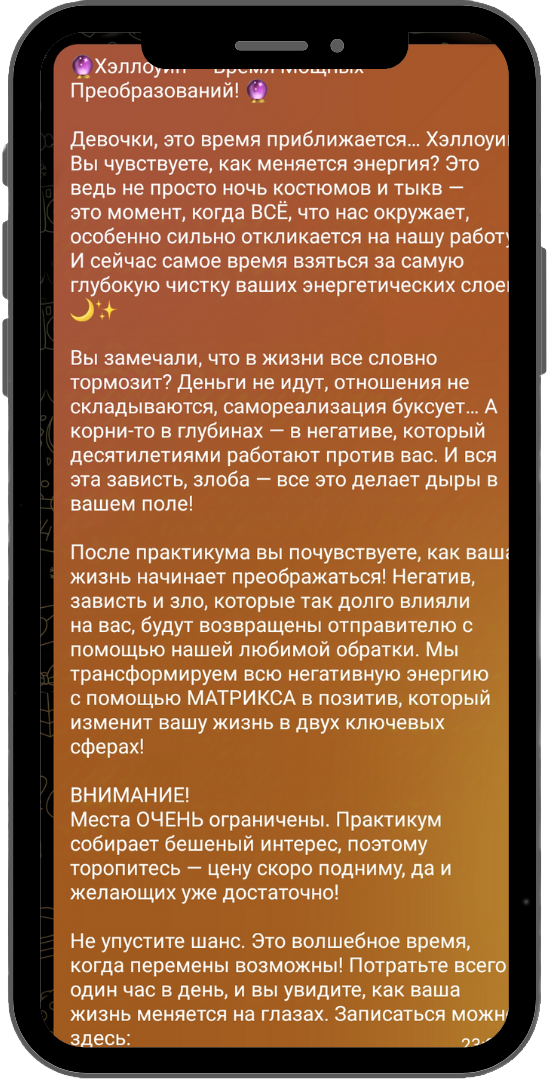 🔮Хэллоуин — Время Мощных
Преобразований! 🔮
Девочки, это время приближается... Хэллоуин
Вы чувствуете, как меняется энергия? Это
ведь не просто ночь костюмов и тыкв —
это момент, когда ВСЁ, что нас окружает,
особенно сильно откликается на нашу работу
И сейчас самое время взяться за самую
глубокую чистку ваших энергетических слоев
🌙✨
Вы замечали, что в жизни все словно
тормозит? Деньги не идут, отношения не
складываются, самореализация буксует... А
корни-то в глубинах — в негативе, который
десятилетиями работают против вас. И вся
эта зависть, злоба — все это делает дыры в
вашем поле!
После практикума вы почувствуете, как ваша
жизнь начинает преображаться! Негатив,
зависть и зло, которые так долго влияли
на вас, будут возвращены отправителю с
помощью нашей любимой обратки. Мы
трансформируем всю негативную энергию
с помощью МАТРИКСА в позитив, который
изменит вашу жизнь в двух ключевых
сферах!
ВНИМАНИЕ!
Места ОЧЕНЬ ограничены. Практикум
собирает бешеный интерес, поэтому
торопитесь — цену скоро подниму, да и
желающих уже достаточно!
Не упустите шанс. Это волшебное время,
когда перемены возможны! Потратьте всего
один час в день, и вы увидите, как ваша
жизнь меняется на глазах. Записаться можно
здесь: